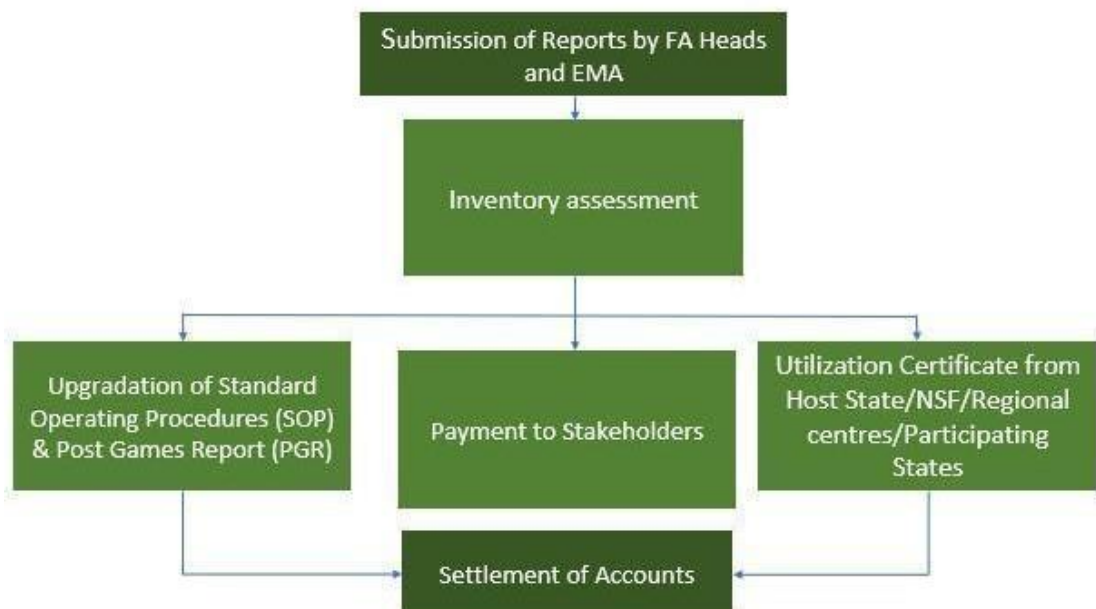 Submission of Reports by FA Heads
and EMA
Inventory assessment
Upgradation of Standard
Operating Procedures (SOP)
& Post Games Report (PGR)
Payment to Stakeholders
Utilization Certificate from
Host State/NSF/Regional
centres/Participating
States
Settlement of Accounts